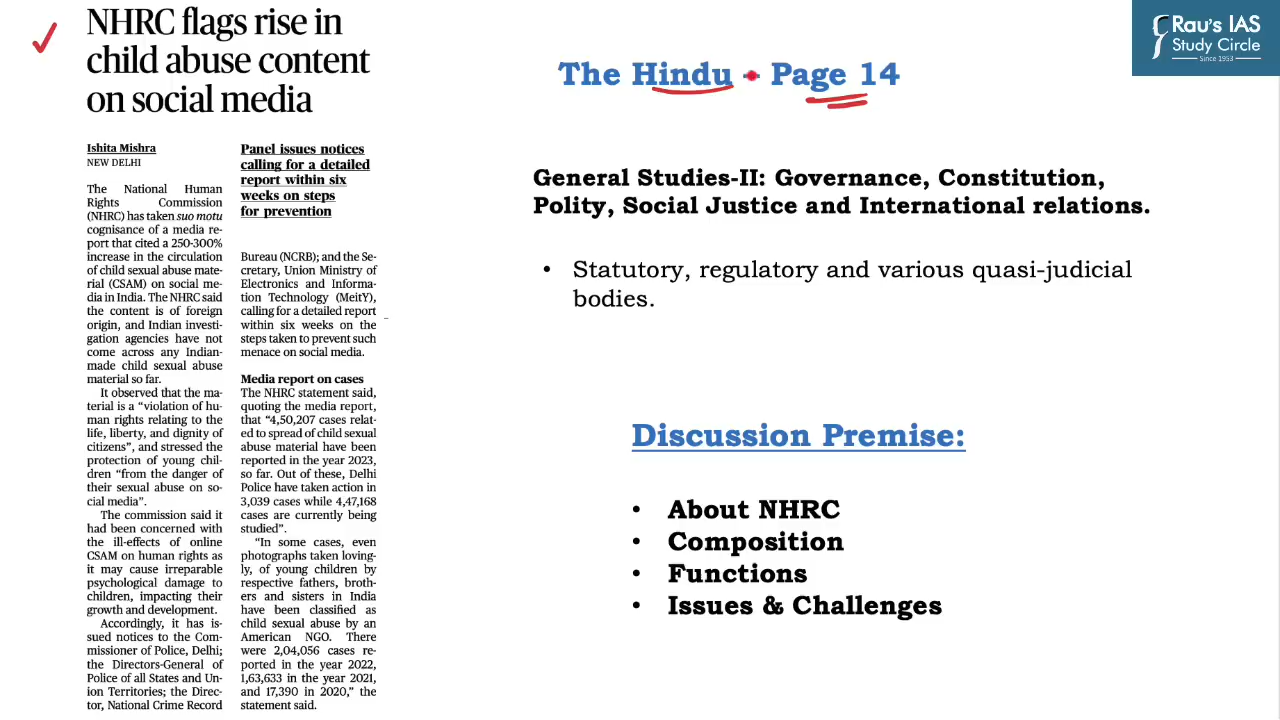 NHRC flags rise in
child abuse content
on social media
Ishita Mishra
NEW DELHI
The National Human
Rights Commission
(NHRC) has taken suo motu
cognisance of a media re-
port that cited a 250-300%
increase in the circulation
of child sexual abuse mate-
rial (CSAM) on social me-
dia in India. The NHRC said
the content is of foreign
origin, and Indian investi-
gation agencies have not
come across any Indian-
made child sexual abuse
material so far.
It observed that the ma-
terial is a “violation of hu-
man rights relating to the
life, liberty, and dignity of
citizens”, and stressed the
protection of young chil-
dren “from the danger of
their sexual abuse on so-
cial media”.
The commission said it
had been concerned with
the ill-effects of online
CSAM on human rights as
it may cause irreparable
psychological damage to
children, impacting their
growth and development.
Accordingly, it has is-
sued notices to the Com-
missioner of Police, Delhi;
the Directors-General of
Police of all States and Un-
ion Territories; the Direc-
tor, National Crime Record
Panel issues notices
calling for a detailed
report within six
weeks on steps
for prevention
Bureau (NCRB); and the Se-
cretary, Union Ministry of
Electronics and Informa-
tion Technology (MeitY),
calling for a detailed report
within six weeks on the
steps taken to prevent such
menace on social media.
Media report on cases
The NHRC statement said,
quoting the media report,
that “4,50,207 cases relat-
ed to spread of child sexual
abuse material have been
reported in the year 2023,
so far. Out of these, Delhi
Police have taken action in
3,039 cases while 4,47,168
cases are currently being
studied”.
“In some cases, even
photographs taken loving-
ly, of young children by
respective fathers, broth-
ers and sisters in India
have been classified as
child sexual abuse by an
American NGO. There
were 2,04,056 cases re-
ported in the year 2022,
1,63,633 in the year 2021,
and 17,390 in 2020,” the
statement said.
The Hindu - Page 14
General Studies-II: Governance, Constitution,
Polity, Social Justice and International relations.
• Statutory, regulatory and various quasi-judicial
bodies.
Discussion Premise:
• About NHRC
• Composition
• Functions
• Issues & Challenges
Rau's IAS
Study Circle
Since 1953